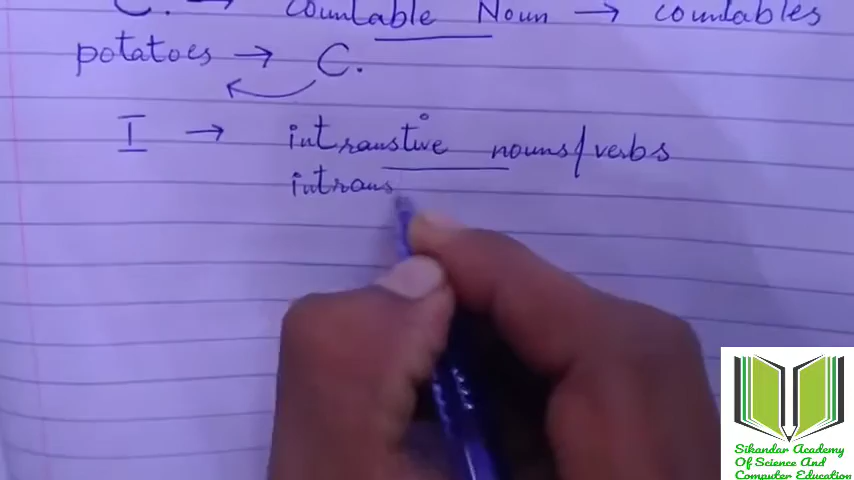 C. → countable Noun → countables
potatoes → C.
I → intranstive nouns/verbs
intrans
Sikandar Academy
Of Science And
Computer Education